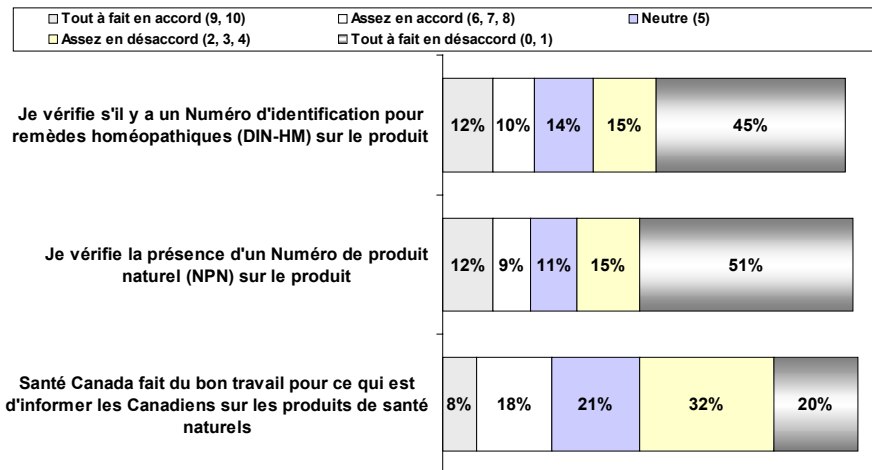 Tout à fait en accord (9, 10) Assez en accord (6, 7, 8) Neutre (5)
Assez en désaccord (2, 3, 4) Tout à fait en désaccord (0, 1)
Je vérifie s'il y a un Numéro d'identification pour
remèdes homéopathiques (DIN-HM) sur le produit
12% 10% 14% 15% 45%
Je vérifie la présence d'un Numéro de produit
naturel (NPN) sur le produit
12% 9% 11% 15% 51%
Santé Canada fait du bon travail pour ce qui est
d'informer les Canadiens sur les produits de santé
naturels
8% 18% 21% 32% 20%